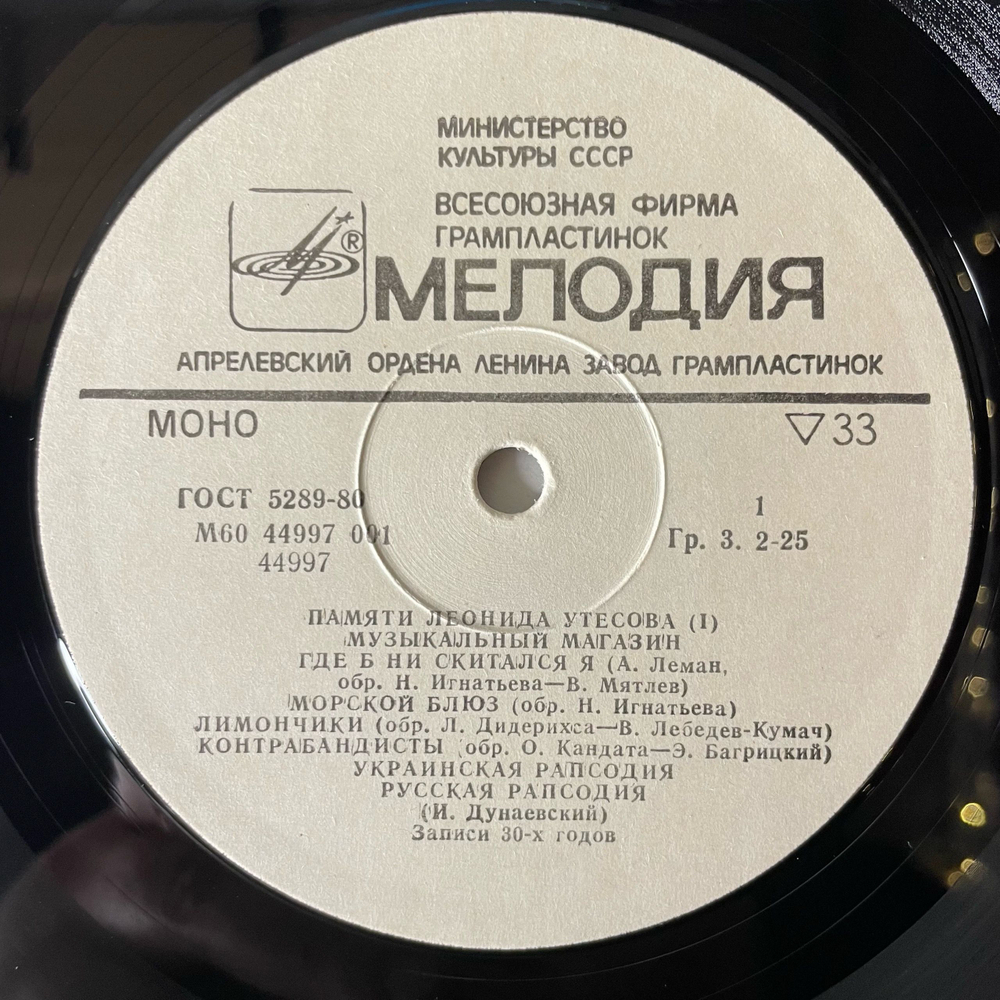 МИНИСТЕРСТВО
КУЛЬТУРЫ СССР
ВСЕСОЮЗНАЯ ФИРМА
ГРАМПЛАСТИНОК
®
МЕЛОДИЯ
АПРЕЛЕВСКИЙ ОРДЕНА ЛЕНИНА ЗАВОД ГРАМПЛАСТИНОК
МОНО
▽33
ГОСТ 5289-80
М60 44997 001
44997
1
Гр. 3. 2-25
ПАМЯТИ ЛЕОНИДА УТЕСОВА (I)
МУЗЫКАЛЬНЫЙ МАГАЗИН
ГДЕ Б НИ СКИТАЛСЯ Я (А. Леман,
обр. Н. Игнатьева—В. Мятлев)
МОРСКОЙ БЛЮЗ (обр. Н. Игнатьева)
ЛИМОНЧИКИ (обр. Л. Дидерихса—В. Лебедев-Кумач)
КОНТРАБАНДИСТЫ (обр. О. Кандата—Э. Багрицкий)
УКРАИНСКАЯ РАПСОДИЯ
РУССКАЯ РАПСОДИЯ
(И. Дунаевский)
Записи 30-х годов